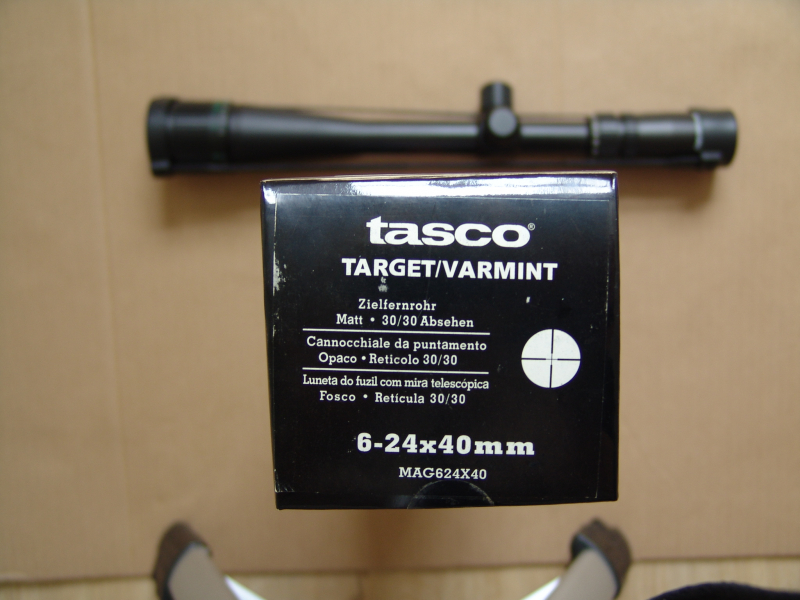 tasco®
TARGET/VARMINT
Zielfernrohr
Matt • 30/30 Absehen
Cannocchiale da puntamento
Opaco • Reticolo 30/30
Luneta do fuzil com mira telescópica
Fosco • Retícula 30/30
6-24x40mm
MAG624X40